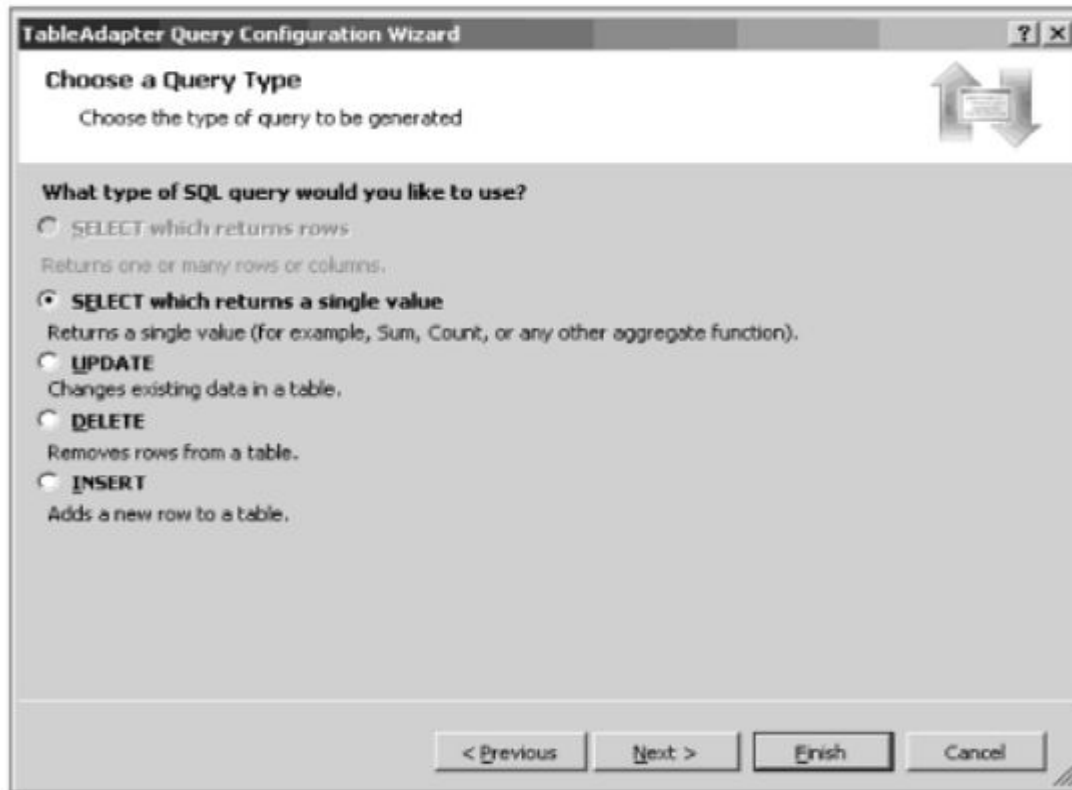 TableAdapter Query Configuration Wizard
Choose a Query Type
Choose the type of query to be generated
What type of SQL query would you like to use?
SELECT which returns rows
Returns one or many rows or columns.
SELECT which returns a single value
Returns a single value (for example, Sum, Count, or any other aggregate function).
UPDATE
Changes existing data in a table.
DELETE
Removes rows from a table.
INSERT
Adds a new row to a table.
< Previous Next > Finish Cancel